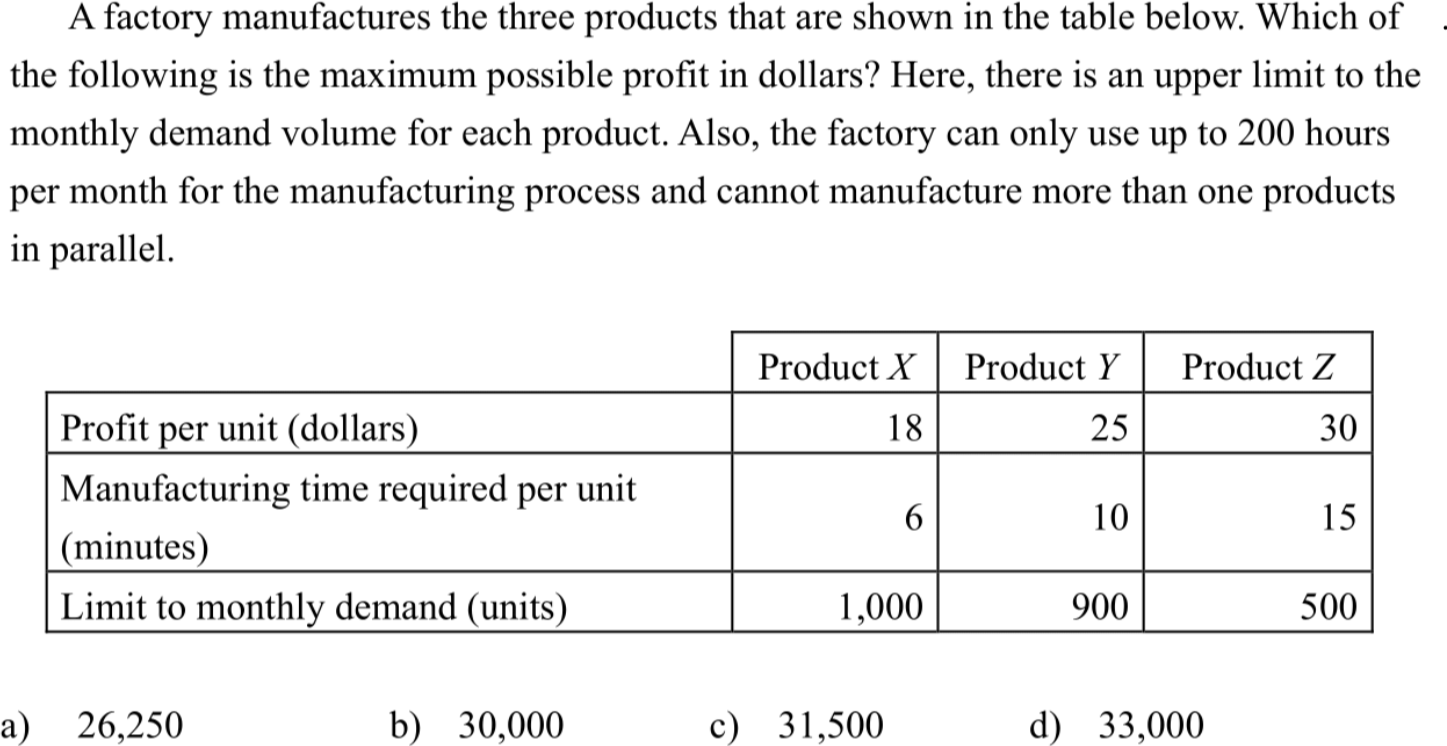 A factory manufactures the three products that are shown in the table below. Which of
the following is the maximum possible profit in dollars? Here, there is an upper limit to the
monthly demand volume for each product. Also, the factory can only use up to 200 hours
per month for the manufacturing process and cannot manufacture more than one products
in parallel.
Product X Product Y Product Z
Profit per unit (dollars) 18 25 30
Manufacturing time required per unit
(minutes) 6 10 15
Limit to monthly demand (units) 1,000 900 500
a) 26,250 b) 30,000 c) 31,500 d) 33,000